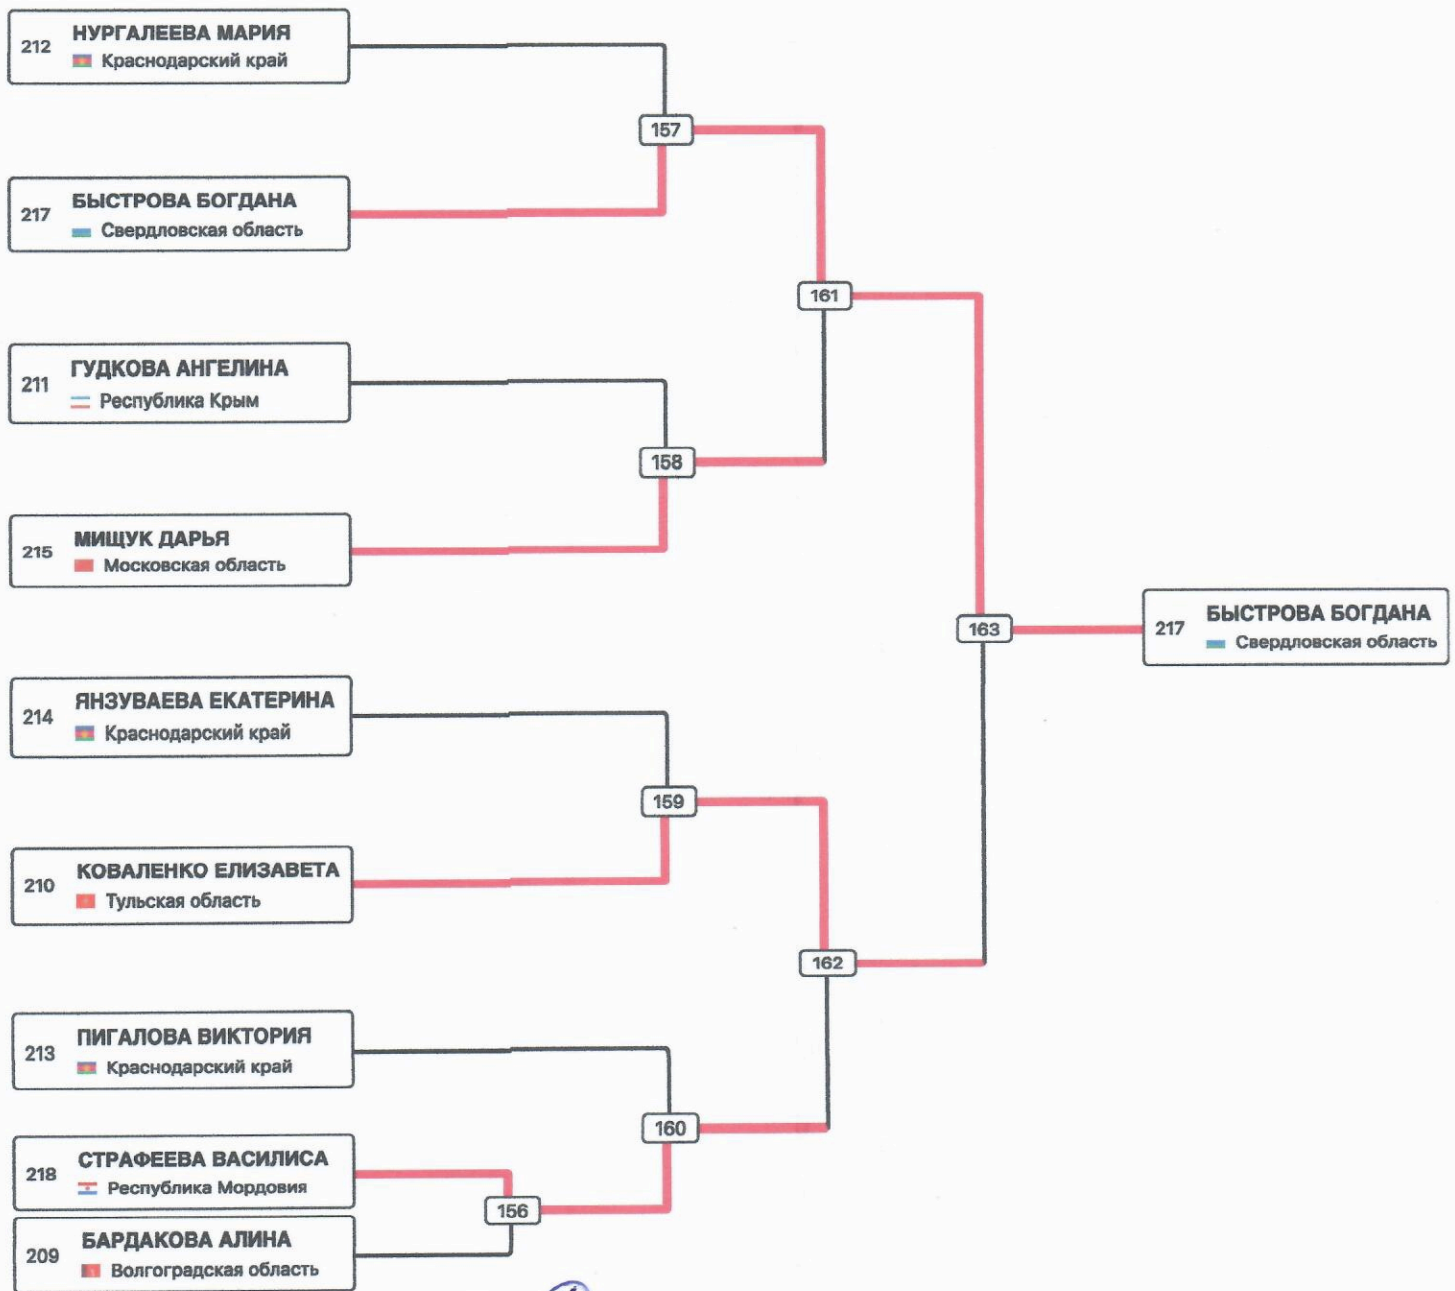 212 НУРГАЛЕЕВА МАРИЯ
Краснодарский край
157
217 БЫСТРОВА БОГДАНА
Свердловская область
161
211 ГУДКОВА АНГЕЛИНА
Республика Крым
158
215 МИЩУК ДАРЬЯ
Московская область
163
217 БЫСТРОВА БОГДАНА
Свердловская область
214 ЯНЗУВАЕВА ЕКАТЕРИНА
Краснодарский край
159
210 КОВАЛЕНКО ЕЛИЗАВЕТА
Тульская область
162
213 ПИГАЛОВА ВИКТОРИЯ
Краснодарский край
160
218 СТРАФЕЕВА ВАСИЛИСА
Республика Мордовия
156
209 БАРДАКОВА АЛИНА
Волгоградская область